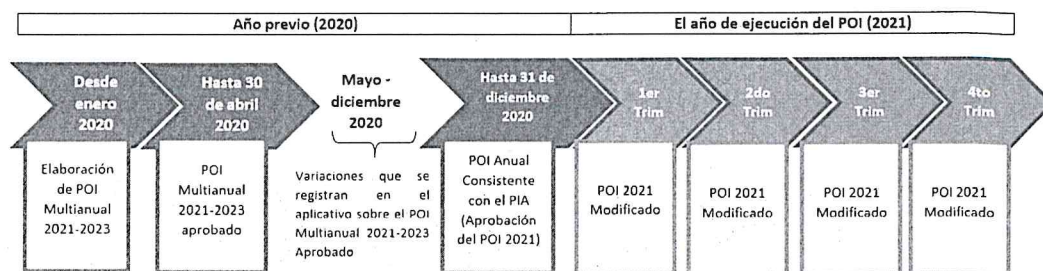 Año previo (2020)
El año de ejecución del POI (2021)
Desde
enero
2020
Hasta 30
de abril
2020
Mayo -
diciembre
2020
Hasta 31 de
diciembre
2020
1er
Trim
2do
Trim
3er
Trim
4to
Trim
Elaboración
de POI
Multianual
2021-2023
POI
Multianual
2021-2023
aprobado
Variaciones que se
registran en el
aplicativo sobre el POI
Multianual 2021-2023
Aprobado
POI Anual
Consistente
con el PIA
(Aprobación
del POI 2021)
POI 2021
Modificado
POI 2021
Modificado
POI 2021
Modificado
POI 2021
Modificado